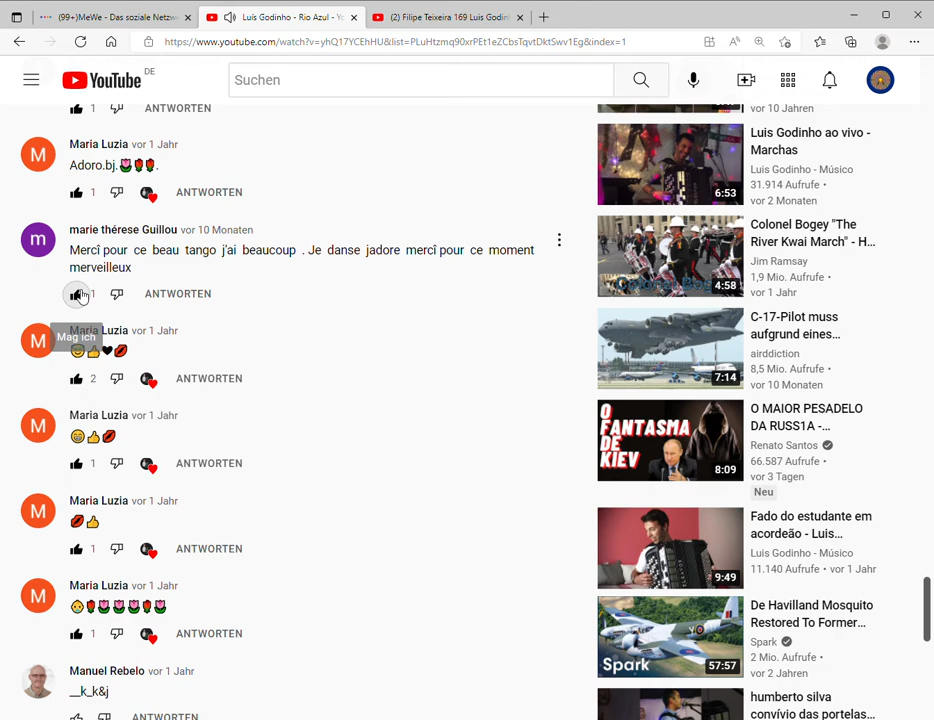 (99+)MeWe - Das soziale Netzwe
Luís Godinho - Rio Azul - Yo
(2) Filipe Teixeira 169 Luis Godinh
https://www.youtube.com/watch?v=yhQ17YCEhHU&list=PLuHtzmq90xrPEt1eZCbsTqvtDktSwv1Eg&index=1
YouTube DE
Suchen
1 ANTWORTEN
Maria Luzia vor 1 Jahr
Adoro.bj.🌷🌹🌹.
1 ANTWORTEN
marie thérese Guillou vor 10 Monaten
Mercî pour ce beau tango j'ai beaucoup . Je danse jadore mercî pour ce moment
merveilleux
1 ANTWORTEN
Mag ich
Maria Luzia vor 1 Jahr
2 ANTWORTEN
Maria Luzia vor 1 Jahr
😁👍💋
1 ANTWORTEN
Maria Luzia vor 1 Jahr
💋👍
1 ANTWORTEN
Maria Luzia vor 1 Jahr
1 ANTWORTEN
Manuel Rebelo vor 1 Jahr
__k_k&j
ANTWORTEN
vor 10 Jahren
6:53
Luis Godinho ao vivo -
Marchas
Luis Godinho - Músico
31.914 Aufrufe •
vor 2 Monaten
4:58
Colonel Bogey "The
River Kwai March" - H...
Jim Ramsay
1,9 Mio. Aufrufe •
vor 1 Jahr
7:14
C-17-Pilot muss
aufgrund eines...
airddiction
8,5 Mio. Aufrufe •
vor 10 Monaten
O
FANTASMA
DE
KIEV
8:09
O MAIOR PESADELO
DA RUSS1A -...
Renato Santos
66.587 Aufrufe •
vor 3 Tagen
Neu
9:49
Fado do estudante em
acordeão - Luis...
Luis Godinho - Músico
11.140 Aufrufe • vor 1 Jahr
Spark
57:57
De Havilland Mosquito
Restored To Former...
Spark
2 Mio. Aufrufe •
vor 2 Jahren
humberto silva
convívio das portelas...